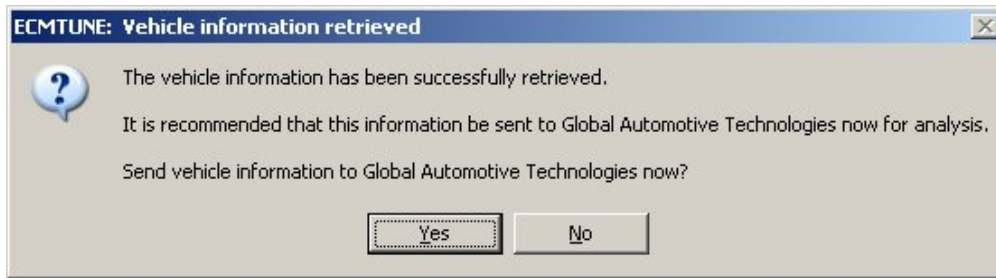 ECMTUNE: Vehicle information retrieved
The vehicle information has been successfully retrieved.
It is recommended that this information be sent to Global Automotive Technologies now for analysis.
Send vehicle information to Global Automotive Technologies now?
Yes No